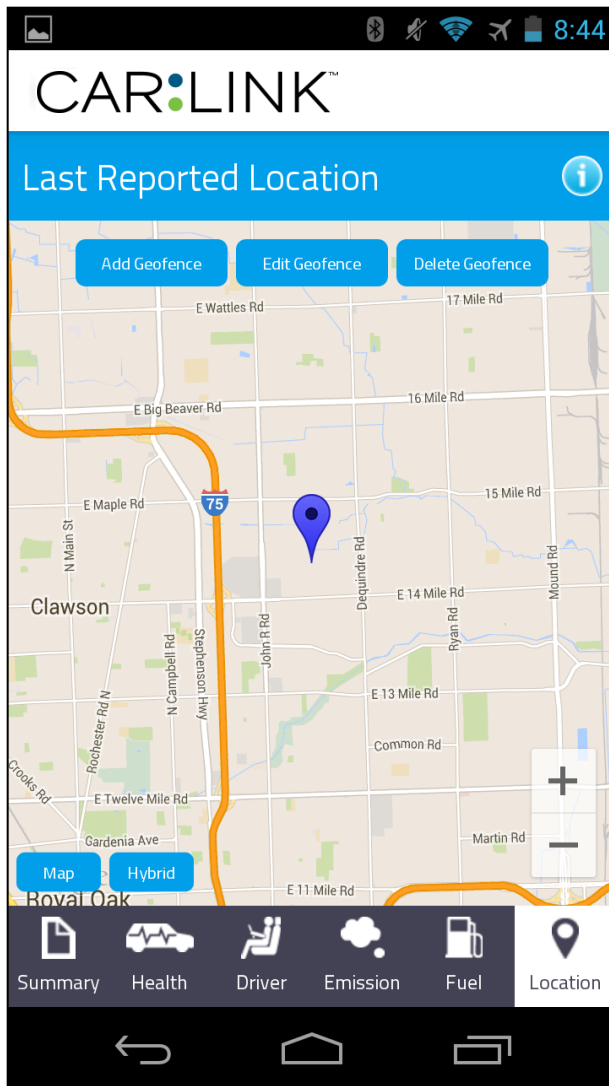 8:44
CAR:LINK™
Last Reported Location
i
Add Geofence
Edit Geofence
Delete Geofence
17 Mile Rd
E Wattles Rd
16 Mile Rd
E Big Beaver Rd
15 Mile Rd
E Maple Rd
75
N Main St
Dequindre Rd
Mound Rd
E 14 Mile Rd
Clawson
John R Rd
Ryan Rd
N Campbell Rd
Stephenson Hwy
Rochester Rd N
E 13 Mile Rd
Common Rd
Crooks Rd
E Twelve Mile Rd
Gardenia Ave
Martin Rd
+
−
Map
Hybrid
Royal Oak
E 11 Mile Rd
Summary
Health
Driver
Emission
Fuel
Location